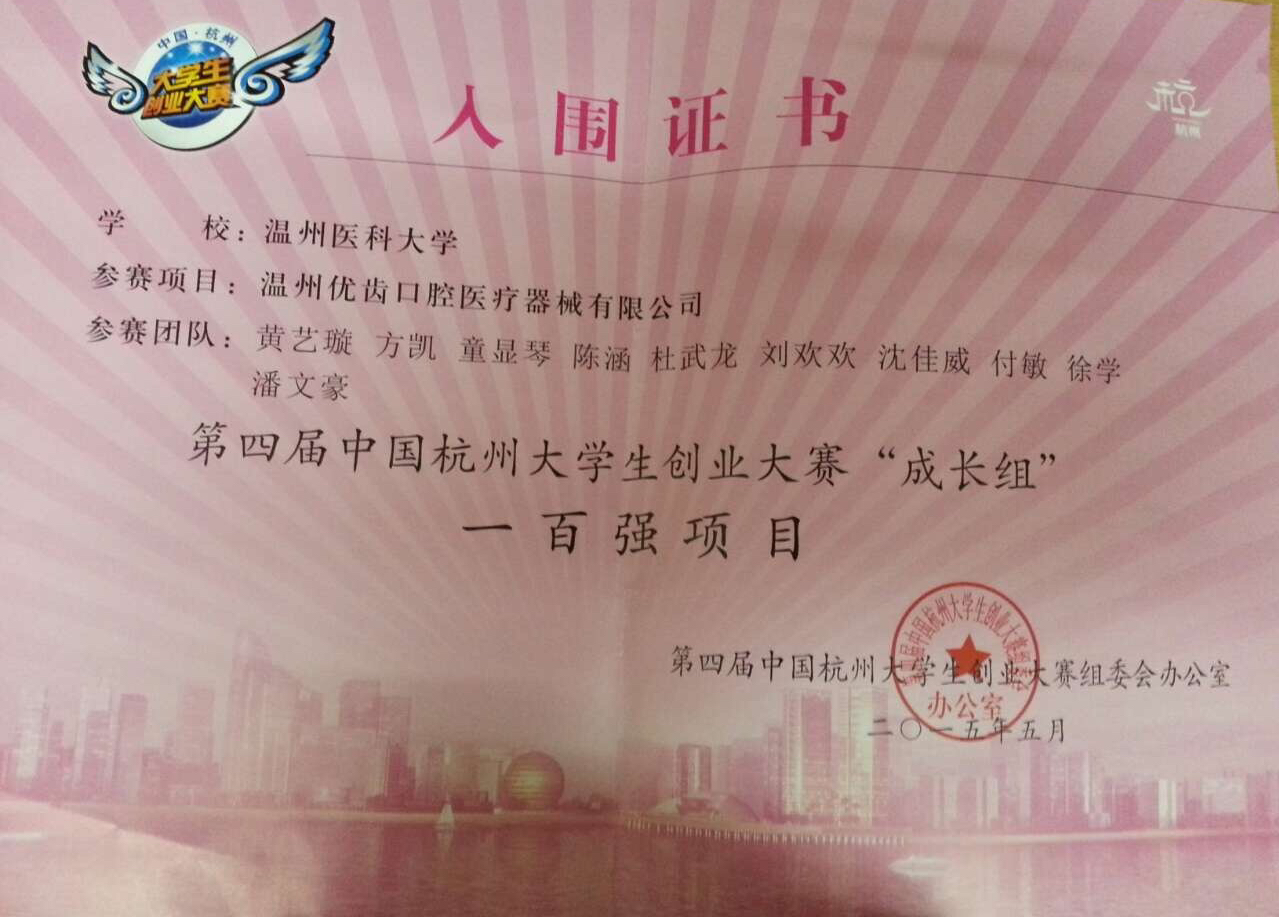 中国·杭州
大学生
创业大赛
入围证书
杭州
学 校：温州医科大学
参赛项目：温州优齿口腔医疗器械有限公司
参赛团队：黄艺璇 方凯 童显琴 陈涵 杜武龙 刘欢欢 沈佳威 付敏 徐学
潘文豪
第四届中国杭州大学生创业大赛“成长组”
一百强项目
第四届中国杭州大学生创业大赛组委会办公室
办公室
二〇一五年五月